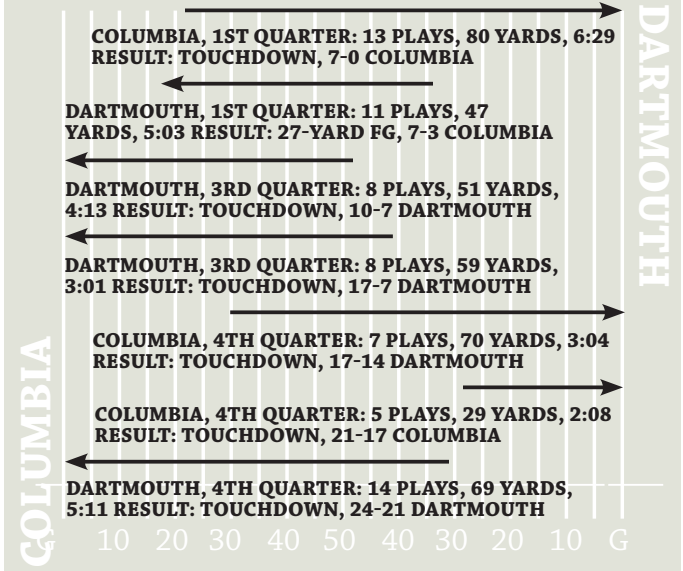 COLUMBIA, 1ST QUARTER: 13 PLAYS, 80 YARDS, 6:29
RESULT: TOUCHDOWN, 7-0 COLUMBIA
DARTMOUTH, 1ST QUARTER: 11 PLAYS, 47
YARDS, 5:03 RESULT: 27-YARD FG, 7-3 COLUMBIA
DARTMOUTH, 3RD QUARTER: 8 PLAYS, 51 YARDS,
4:13 RESULT: TOUCHDOWN, 10-7 DARTMOUTH
DARTMOUTH, 3RD QUARTER: 8 PLAYS, 59 YARDS,
3:01 RESULT: TOUCHDOWN, 17-7 DARTMOUTH
COLUMBIA, 4TH QUARTER: 7 PLAYS, 70 YARDS, 3:04
RESULT: TOUCHDOWN, 17-14 DARTMOUTH
COLUMBIA, 4TH QUARTER: 5 PLAYS, 29 YARDS, 2:08
RESULT: TOUCHDOWN, 21-17 COLUMBIA
DARTMOUTH, 4TH QUARTER: 14 PLAYS, 69 YARDS,
5:11 RESULT: TOUCHDOWN, 24-21 DARTMOUTH
G 10 20 30 40 50 40 30 20 10 G
COLUMBIA
DARTMOUTH